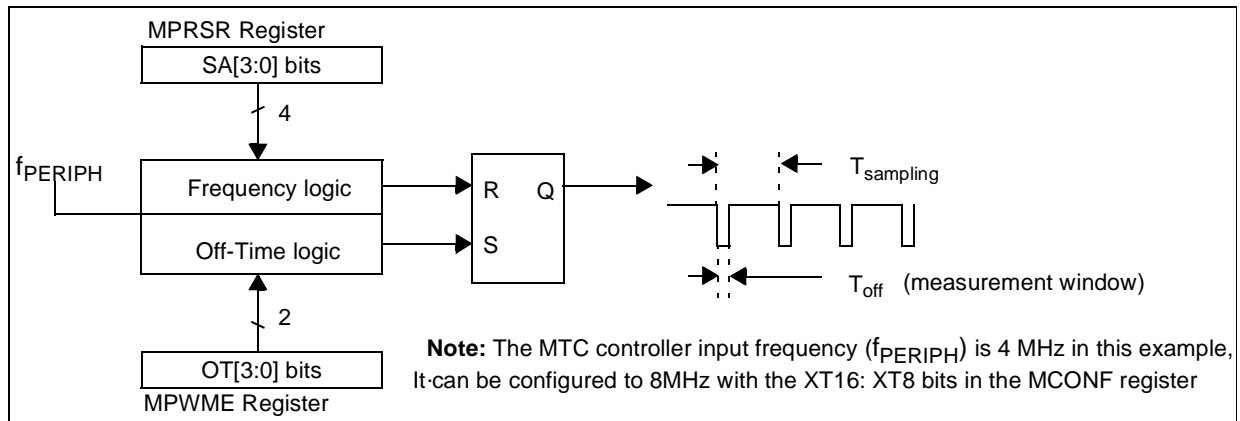 MPRSR Register
SA[3:0] bits
4
fPERIPH
Frequency logic
Off-Time logic
R Q
S
Tsampling
Toff (measurement window)
2
OT[3:0] bits
MPWME Register
Note: The MTC controller input frequency (fPERIPH) is 4 MHz in this example,
It·can be configured to 8MHz with the XT16: XT8 bits in the MCONF register